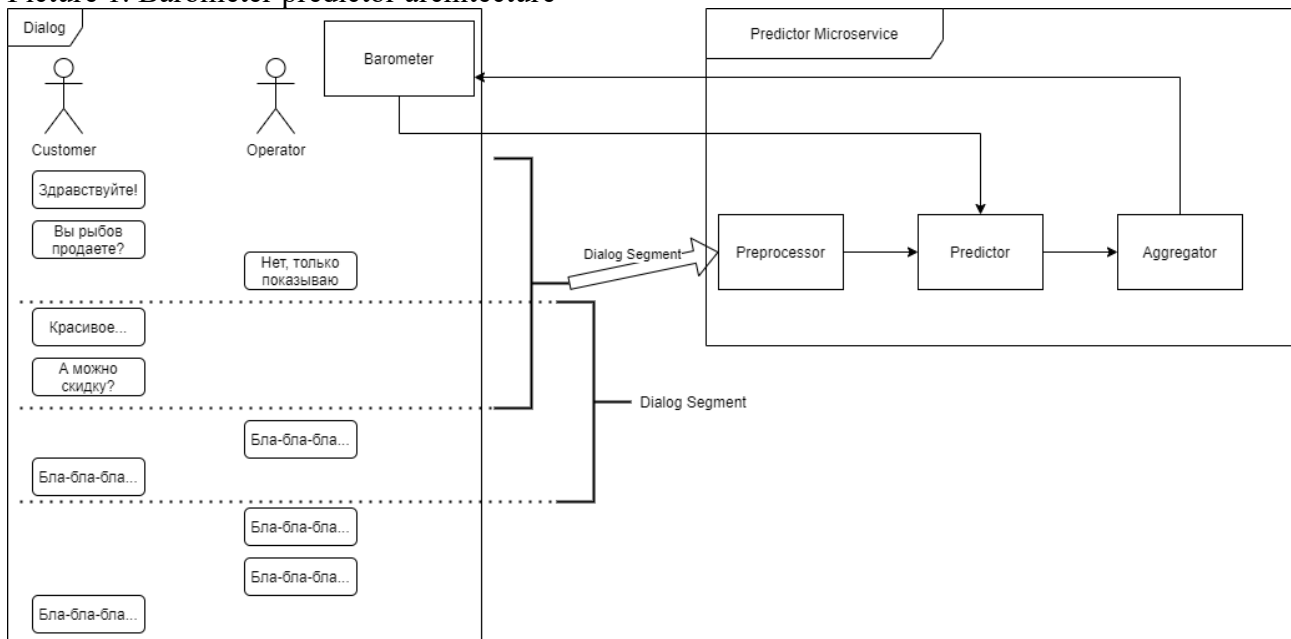 Picture 1. Barometer predictor architecture
Dialog
Barometer
Predictor Microservice
Customer
Operator
Здравствуйте!
Вы рыбов
продаете?
Нет, только
показываю
Dialog Segment
Preprocessor
Predictor
Aggregator
Красивое...
А можно
скидку?
Dialog Segment
Бла-бла-бла...
Бла-бла-бла...
Бла-бла-бла...
Бла-бла-бла...
Бла-бла-бла...